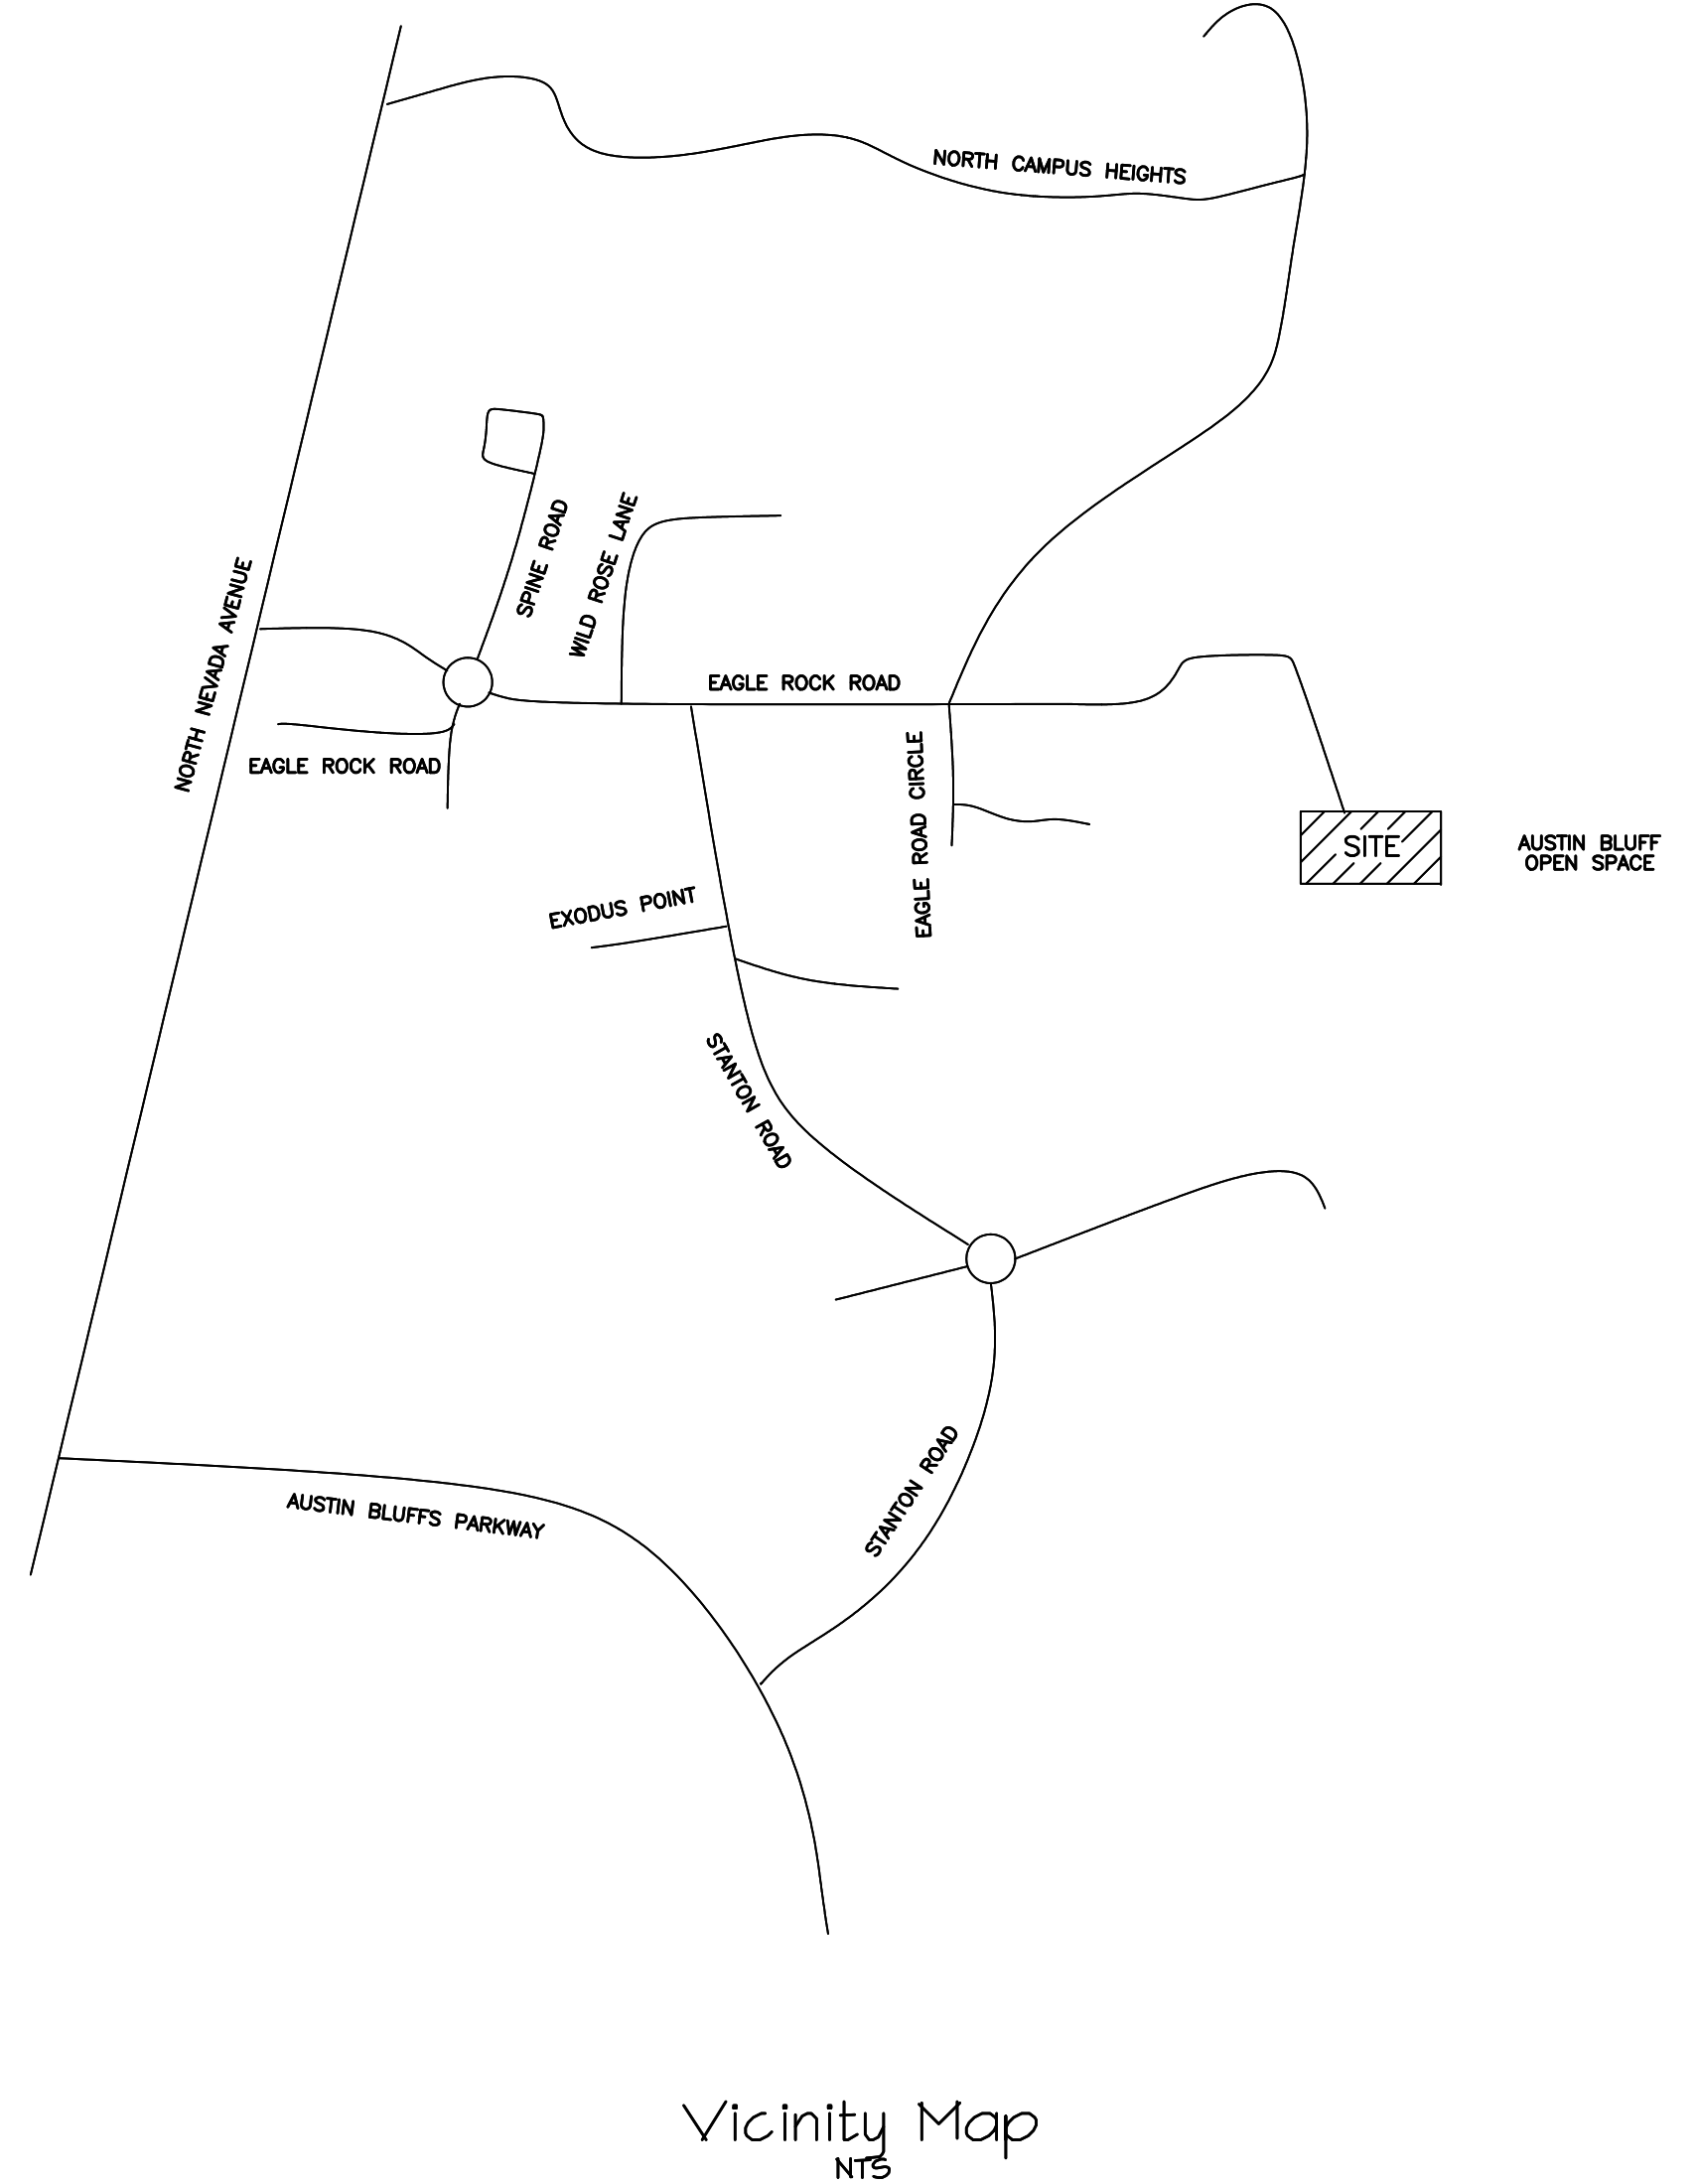 NORTH CAMPUS HEIGHTS
SPINE ROAD
WILD ROSE LANE
NORTH NEVADA AVENUE
EAGLE ROCK ROAD
EAGLE ROCK ROAD
EAGLE ROAD CIRCLE
SITE
AUSTIN BLUFF
OPEN SPACE
EXODUS POINT
STANTON ROAD
STANTON ROAD
AUSTIN BLUFFS PARKWAY
Vicinity Map
NTS